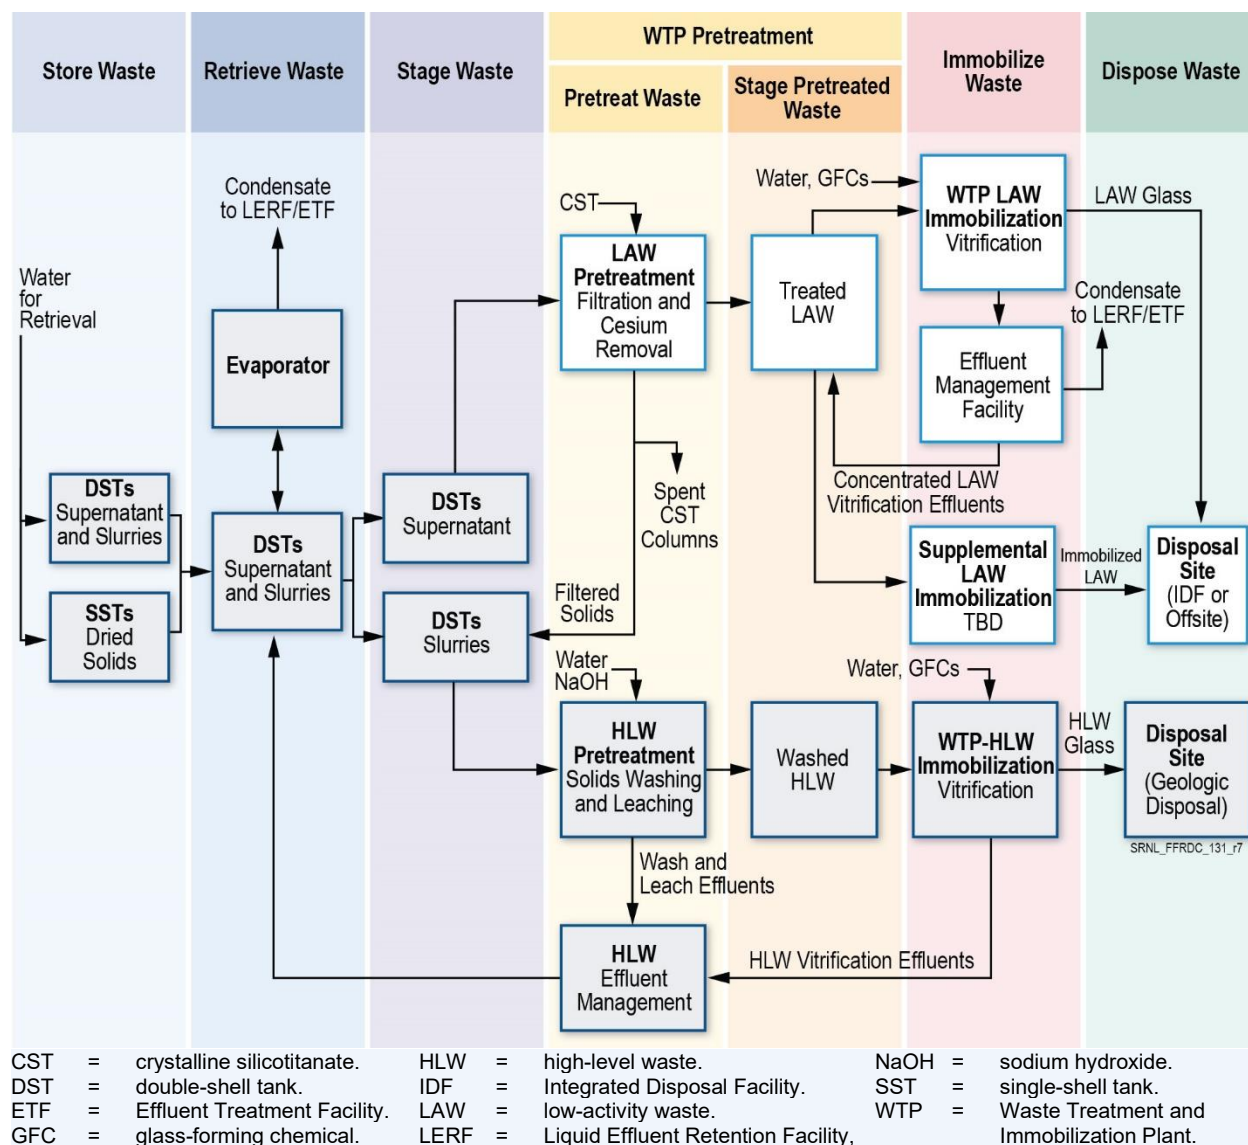 WTP Pretreatment
Store Waste
Retrieve Waste
Stage Waste
Pretreat Waste
Stage Pretreated
Waste
Immobilize
Waste
Dispose Waste
Condensate
to LERF/ETF
Water
for
Retrieval
Evaporator
DSTs
Supernatant
and Slurries
SSTs
Dried
Solids
DSTs
Supernatant
and Slurries
DSTs
Supernatant
DSTs
Slurries
CST
LAW
Pretreatment
Filtration and
Cesium
Removal
Spent
CST
Columns
Filtered
Solids
Water
NaOH
HLW
Pretreatment
Solids Washing
and Leaching
Wash and
Leach Effluents
HLW
Effluent
Management
Treated
LAW
Water, GFCs
WTP LAW
Immobilization
Vitrification
LAW Glass
Condensate
to LERF/ETF
Effluent
Management
Facility
Concentrated LAW
Vitrification Effluents
Supplemental
LAW
Immobilization
TBD
Immobilized
LAW
Disposal
Site
(IDF or
Offsite)
Washed
HLW
Water, GFCs
WTP-HLW
Immobilization
Vitrification
HLW
Glass
Disposal
Site
(Geologic
Disposal)
SRNL_FFRDC_131_r7
HLW Vitrification Effluents
CST = crystalline silicotitanate.
DST = double-shell tank.
ETF = Effluent Treatment Facility.
GFC = glass-forming chemical.
HLW = high-level waste.
IDF = Integrated Disposal Facility.
LAW = low-activity waste.
LERF = Liquid Effluent Retention Facility,
NaOH = sodium hydroxide.
SST = single-shell tank.
WTP = Waste Treatment and
Immobilization Plant.